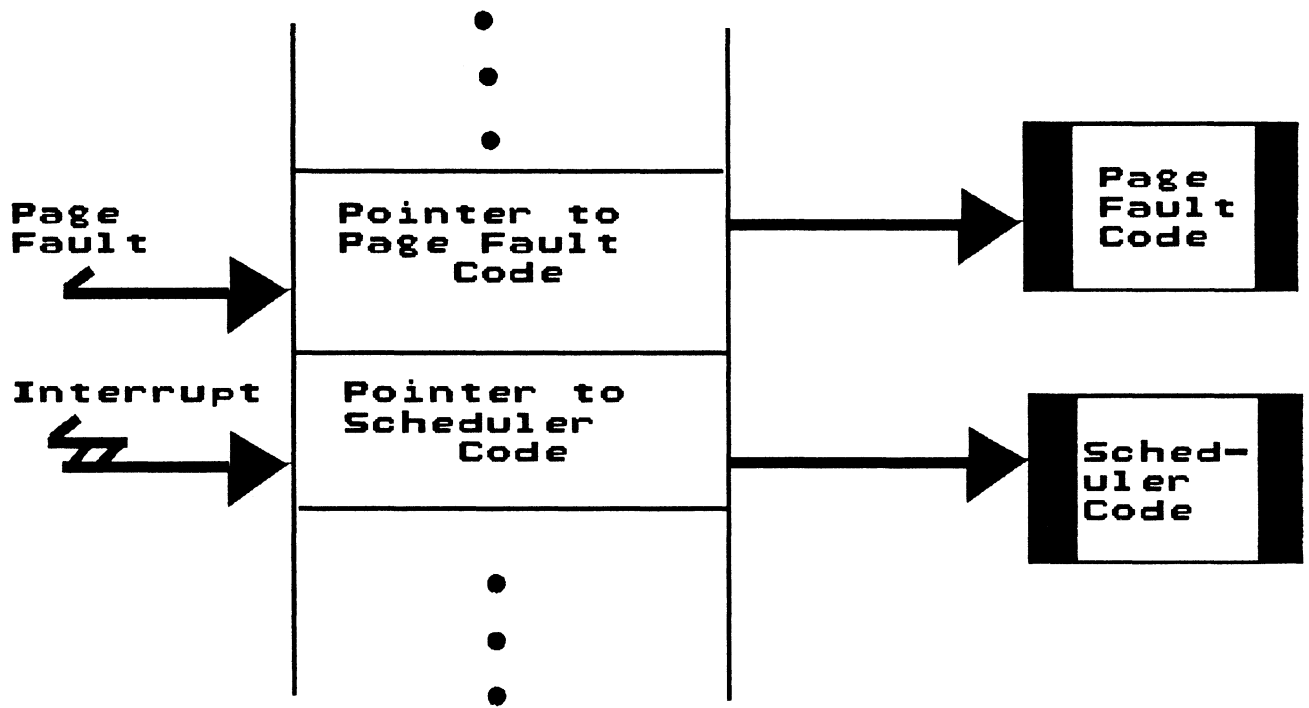 Page
Fault
Pointer to
Page Fault
Code
Page
Fault
Code
Interrupt
Pointer to
Scheduler
Code
Sched-
uler
Code